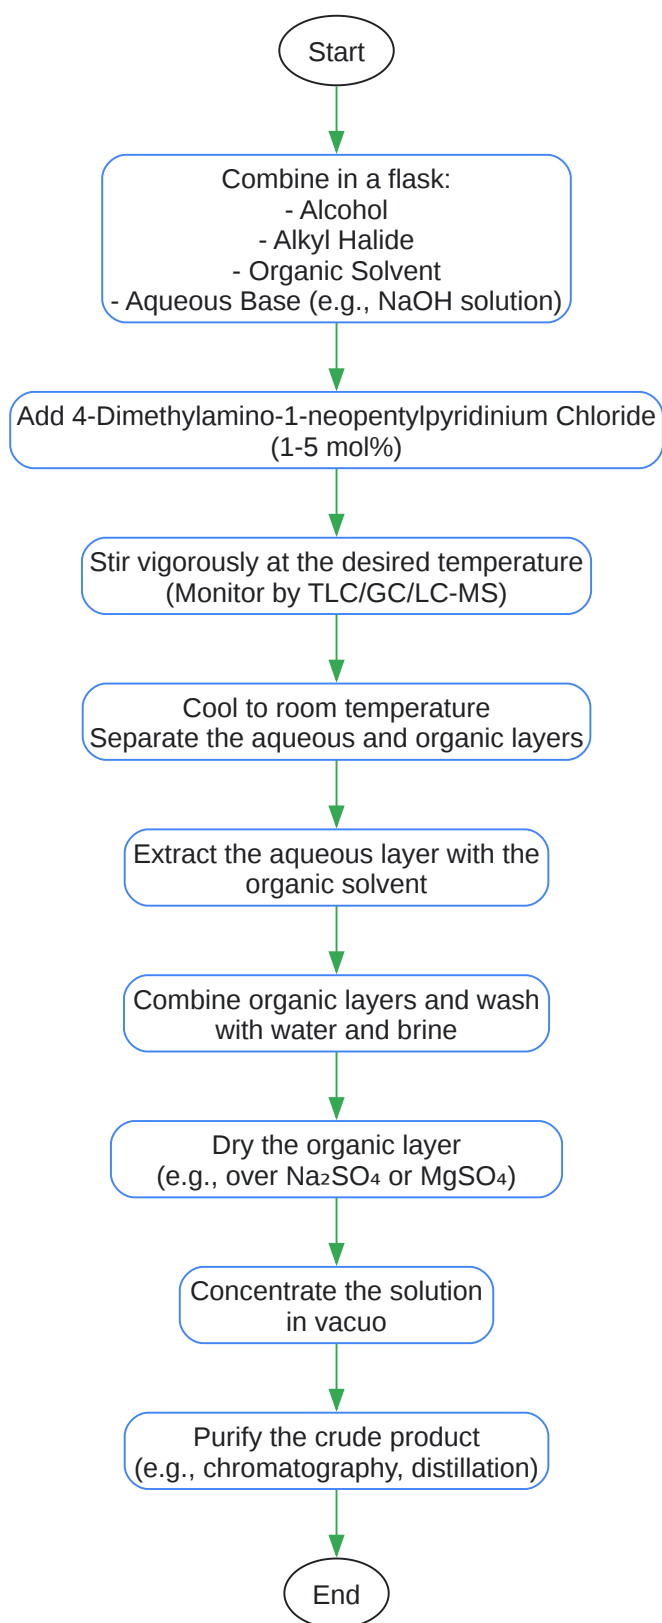 Start
Combine in a flask:
- Alcohol
- Alkyl Halide
- Organic Solvent
- Aqueous Base (e.g., NaOH solution)
Add 4-Dimethylamino-1-neopentylpyridinium Chloride
(1-5 mol%)
Stir vigorously at the desired temperature
(Monitor by TLC/GC/LC-MS)
Cool to room temperature
Separate the aqueous and organic layers
Extract the aqueous layer with the
organic solvent
Combine organic layers and wash
with water and brine
Dry the organic layer
(e.g., over Na₂SO₄ or MgSO₄)
Concentrate the solution
in vacuo
Purify the crude product
(e.g., chromatography, distillation)
End